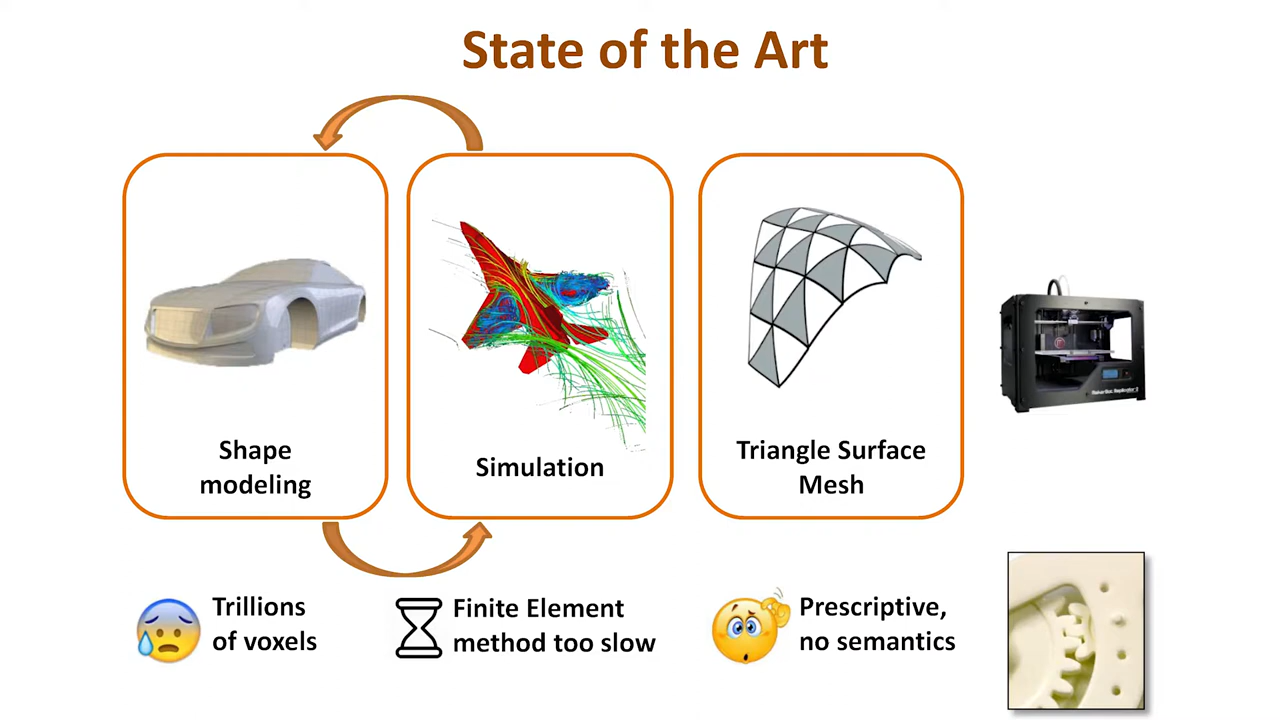 State of the Art
Shape
modeling
Simulation
Triangle Surface
Mesh
Trillions
of voxels
Finite Element
method too slow
Prescriptive,
no semantics